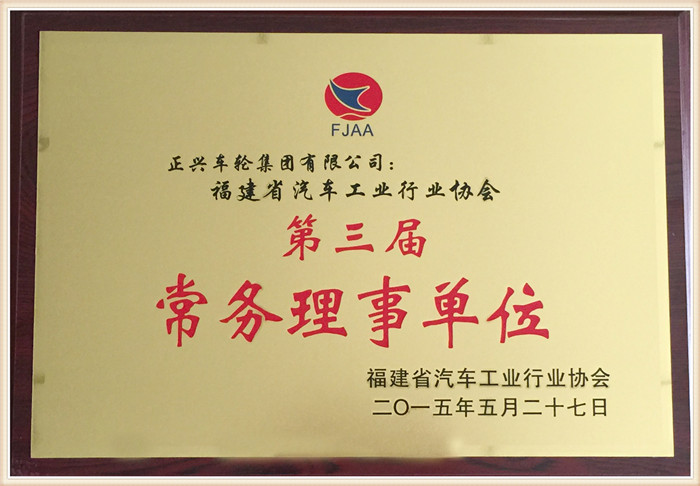 FJAA
正兴车轮集团有限公司：
福建省汽车工业行业协会
第三届
常务理事单位
福建省汽车工业行业协会
二〇一五年五月二十七日